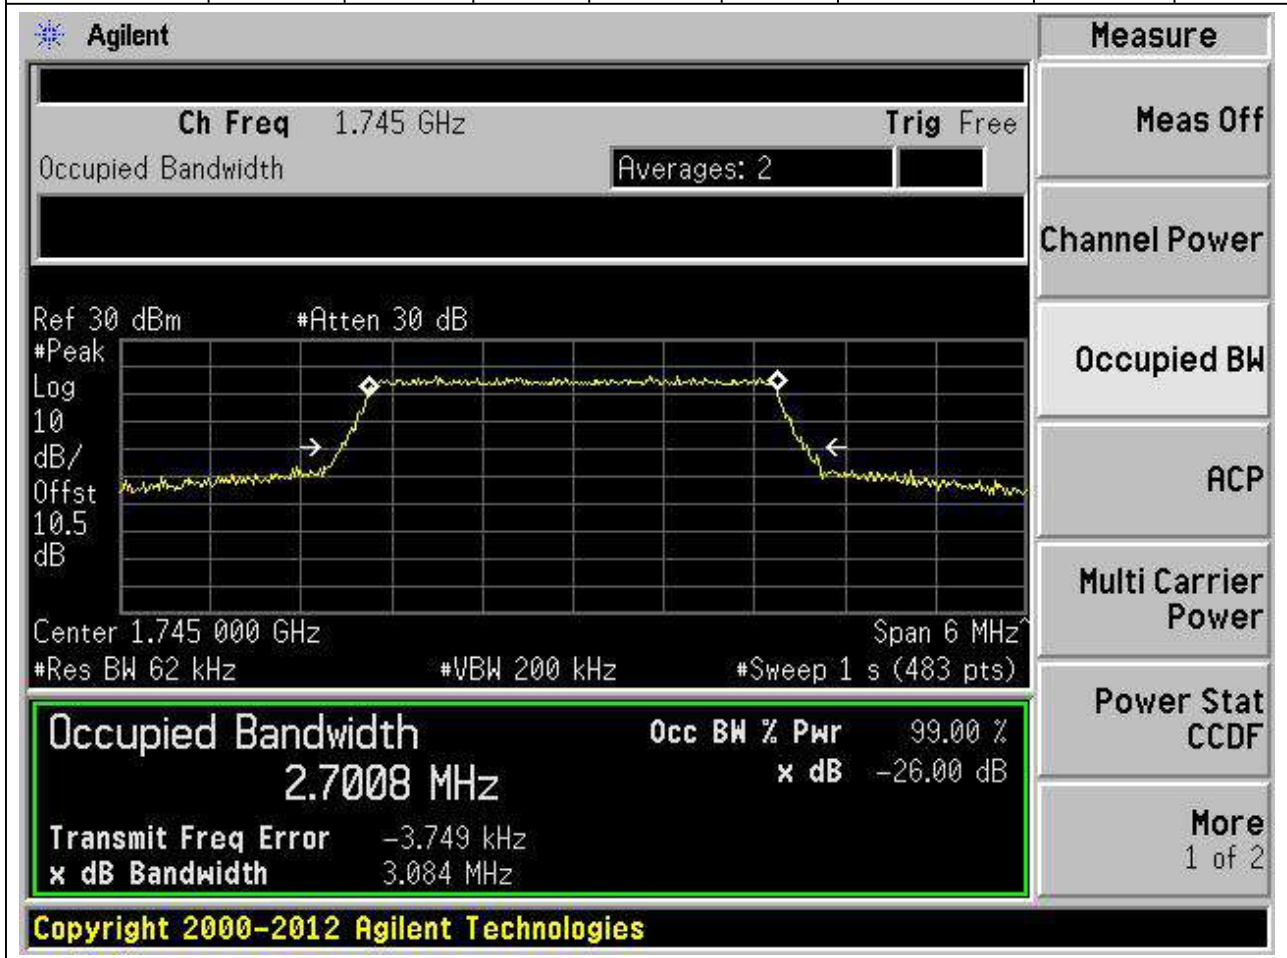 Agilent
Measure
Ch Freq 1.745 GHz Trig Free
Meas Off
Occupied Bandwidth Averages: 2
Channel Power
Ref 30 dBm #Atten 30 dB
#Peak
Log
10
dB/
Offst
10.5
dB
Occupied BW
ACP
Multi Carrier
Power
Center 1.745 000 GHz Span 6 MHz^
#Res BW 62 kHz #VBW 200 kHz #Sweep 1 s (483 pts)
Power Stat
CCDF
Occupied Bandwidth Occ BW % Pwr 99.00 %
2.7008 MHz x dB -26.00 dB
Transmit Freq Error -3.749 kHz
x dB Bandwidth 3.084 MHz
More
1 of 2
Copyright 2000-2012 Agilent Technologies